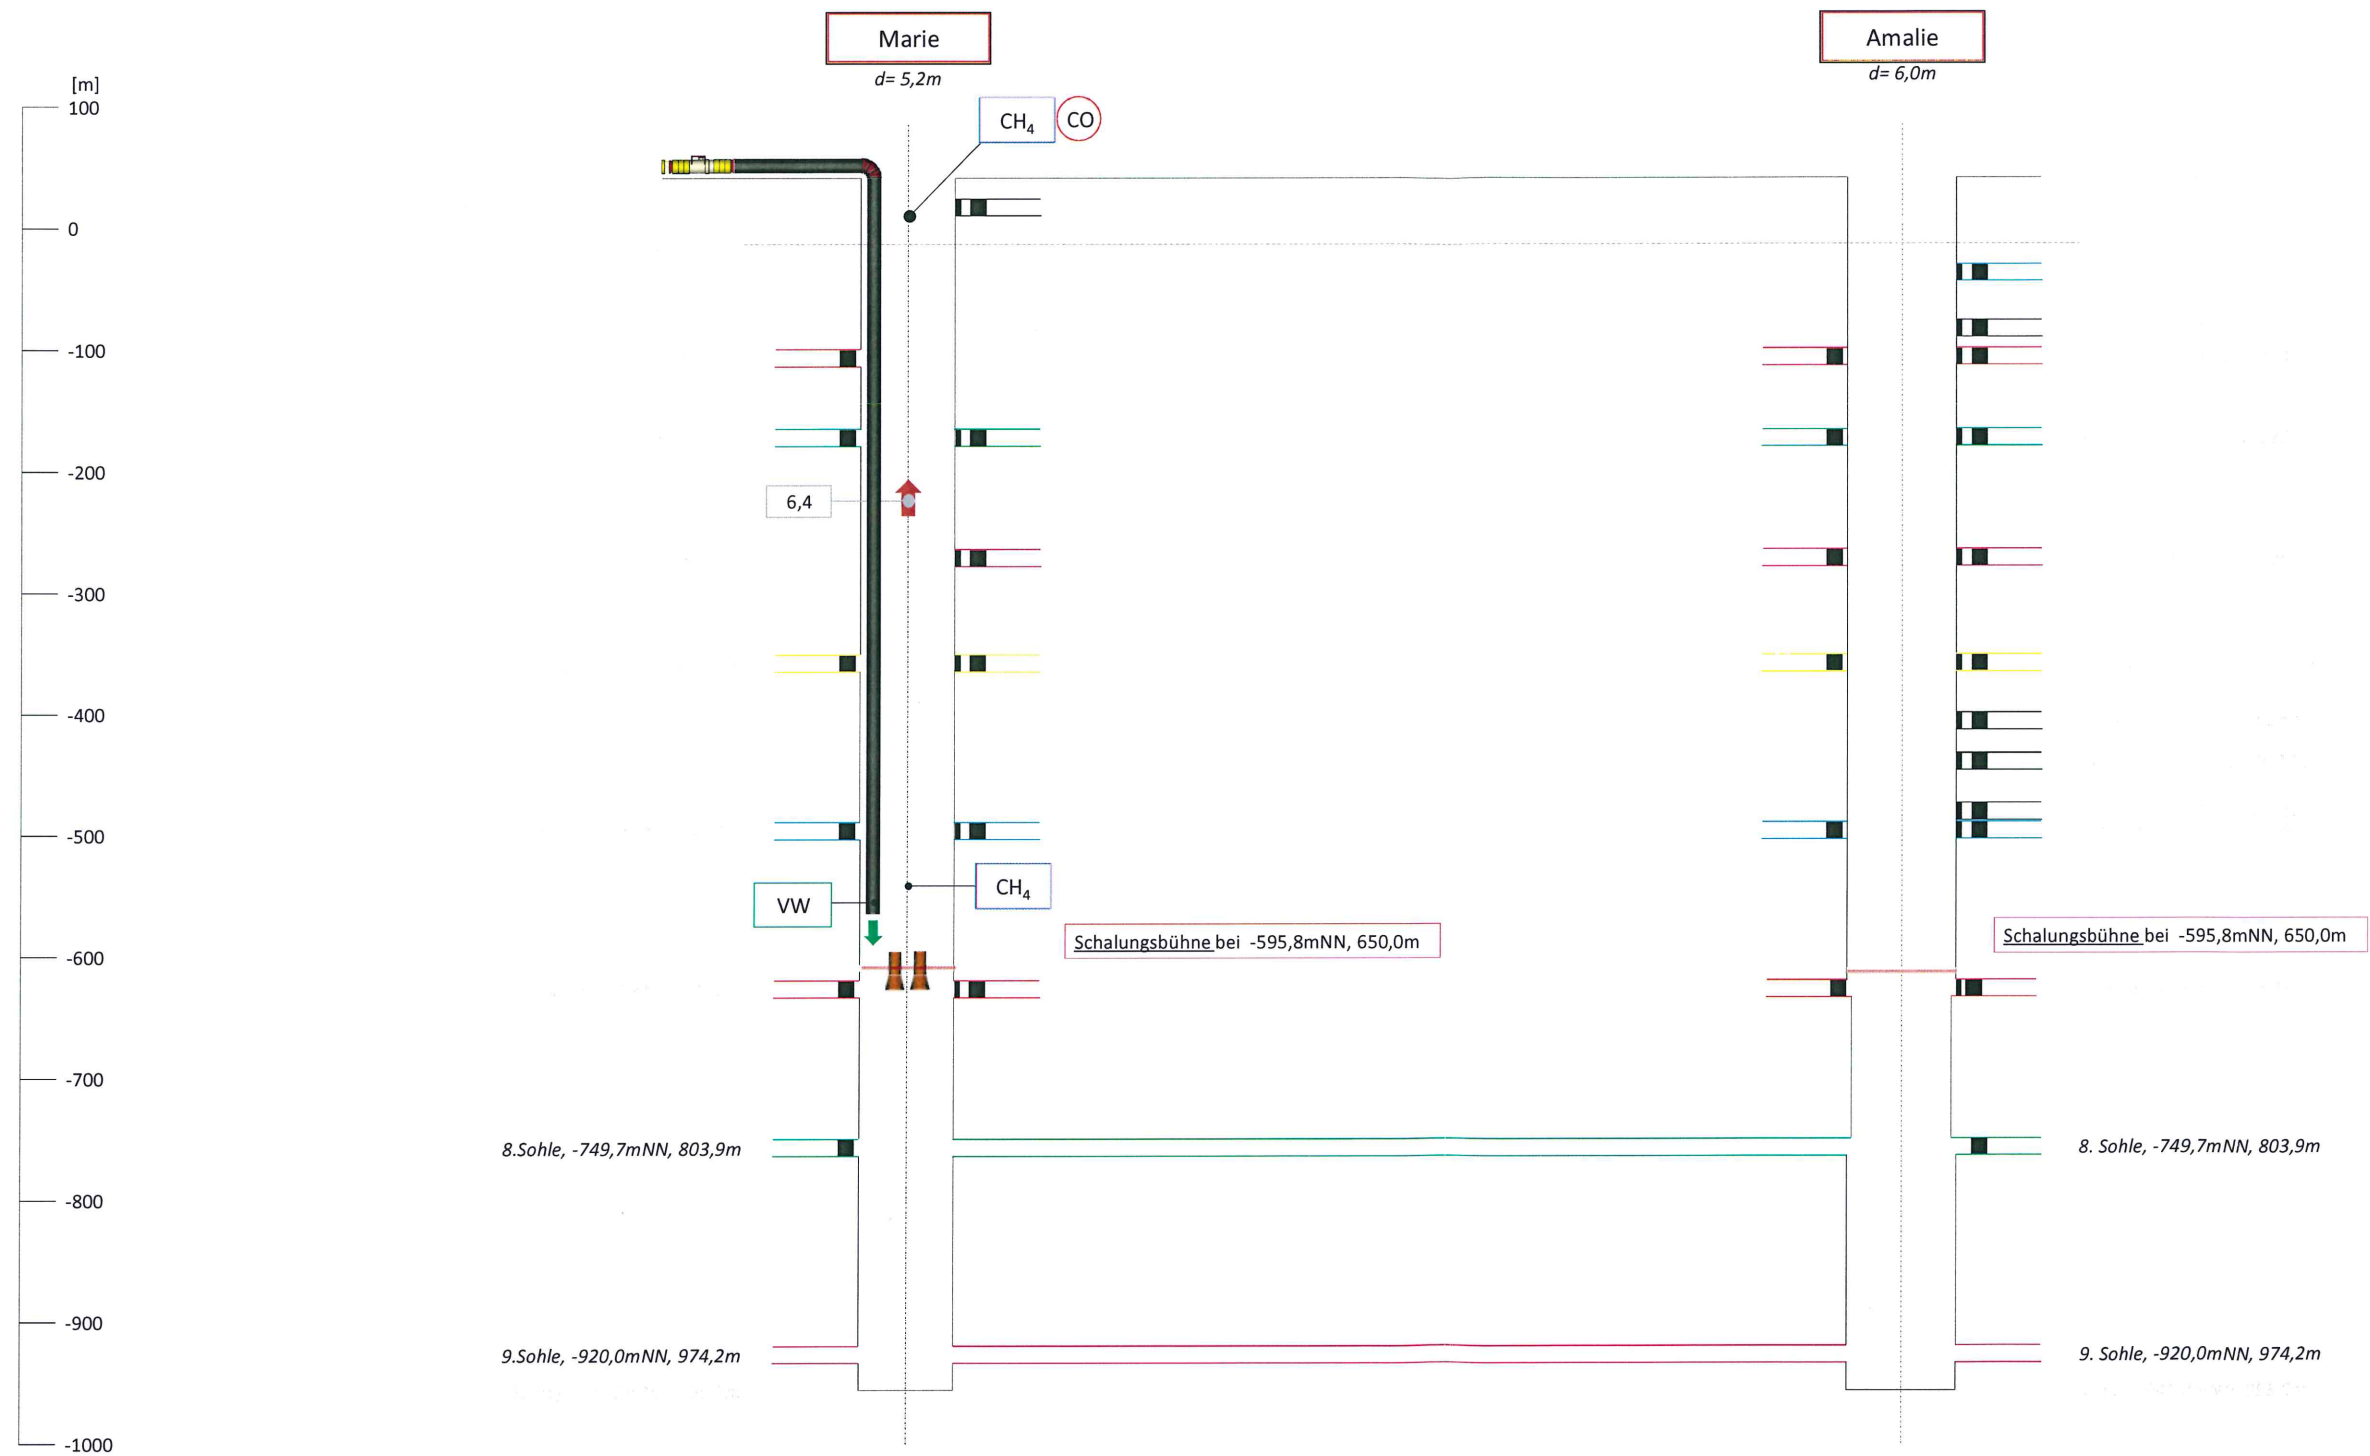 Marie
Amalie
d= 5,2m
d= 6,0m
[m]
100
CH₄
CO
0
-100
-200
6,4
-300
-400
-500
CH₄
VW
Schalungsbühne bei -595,8mNN, 650,0m
Schalungsbühne bei -595,8mNN, 650,0m
-600
-700
8.Sohle, -749,7mNN, 803,9m
8. Sohle, -749,7mNN, 803,9m
-800
-900
9.Sohle, -920,0mNN, 974,2m
9. Sohle, -920,0mNN, 974,2m
-1000